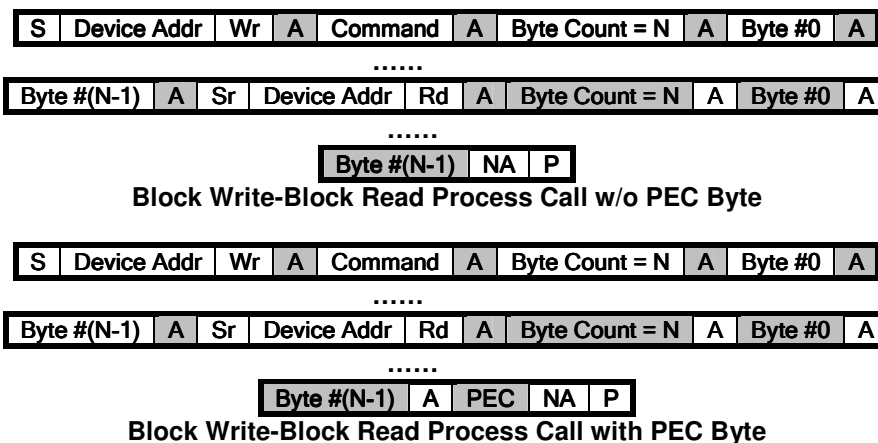 S Device Addr Wr A Command A Byte Count = N A Byte #0 A
......
Byte #(N-1) A Sr Device Addr Rd A Byte Count = N A Byte #0 A
......
Byte #(N-1) NA P
Block Write-Block Read Process Call w/o PEC Byte
S Device Addr Wr A Command A Byte Count = N A Byte #0 A
......
Byte #(N-1) A Sr Device Addr Rd A Byte Count = N A Byte #0 A
......
Byte #(N-1) A PEC NA P
Block Write-Block Read Process Call with PEC Byte